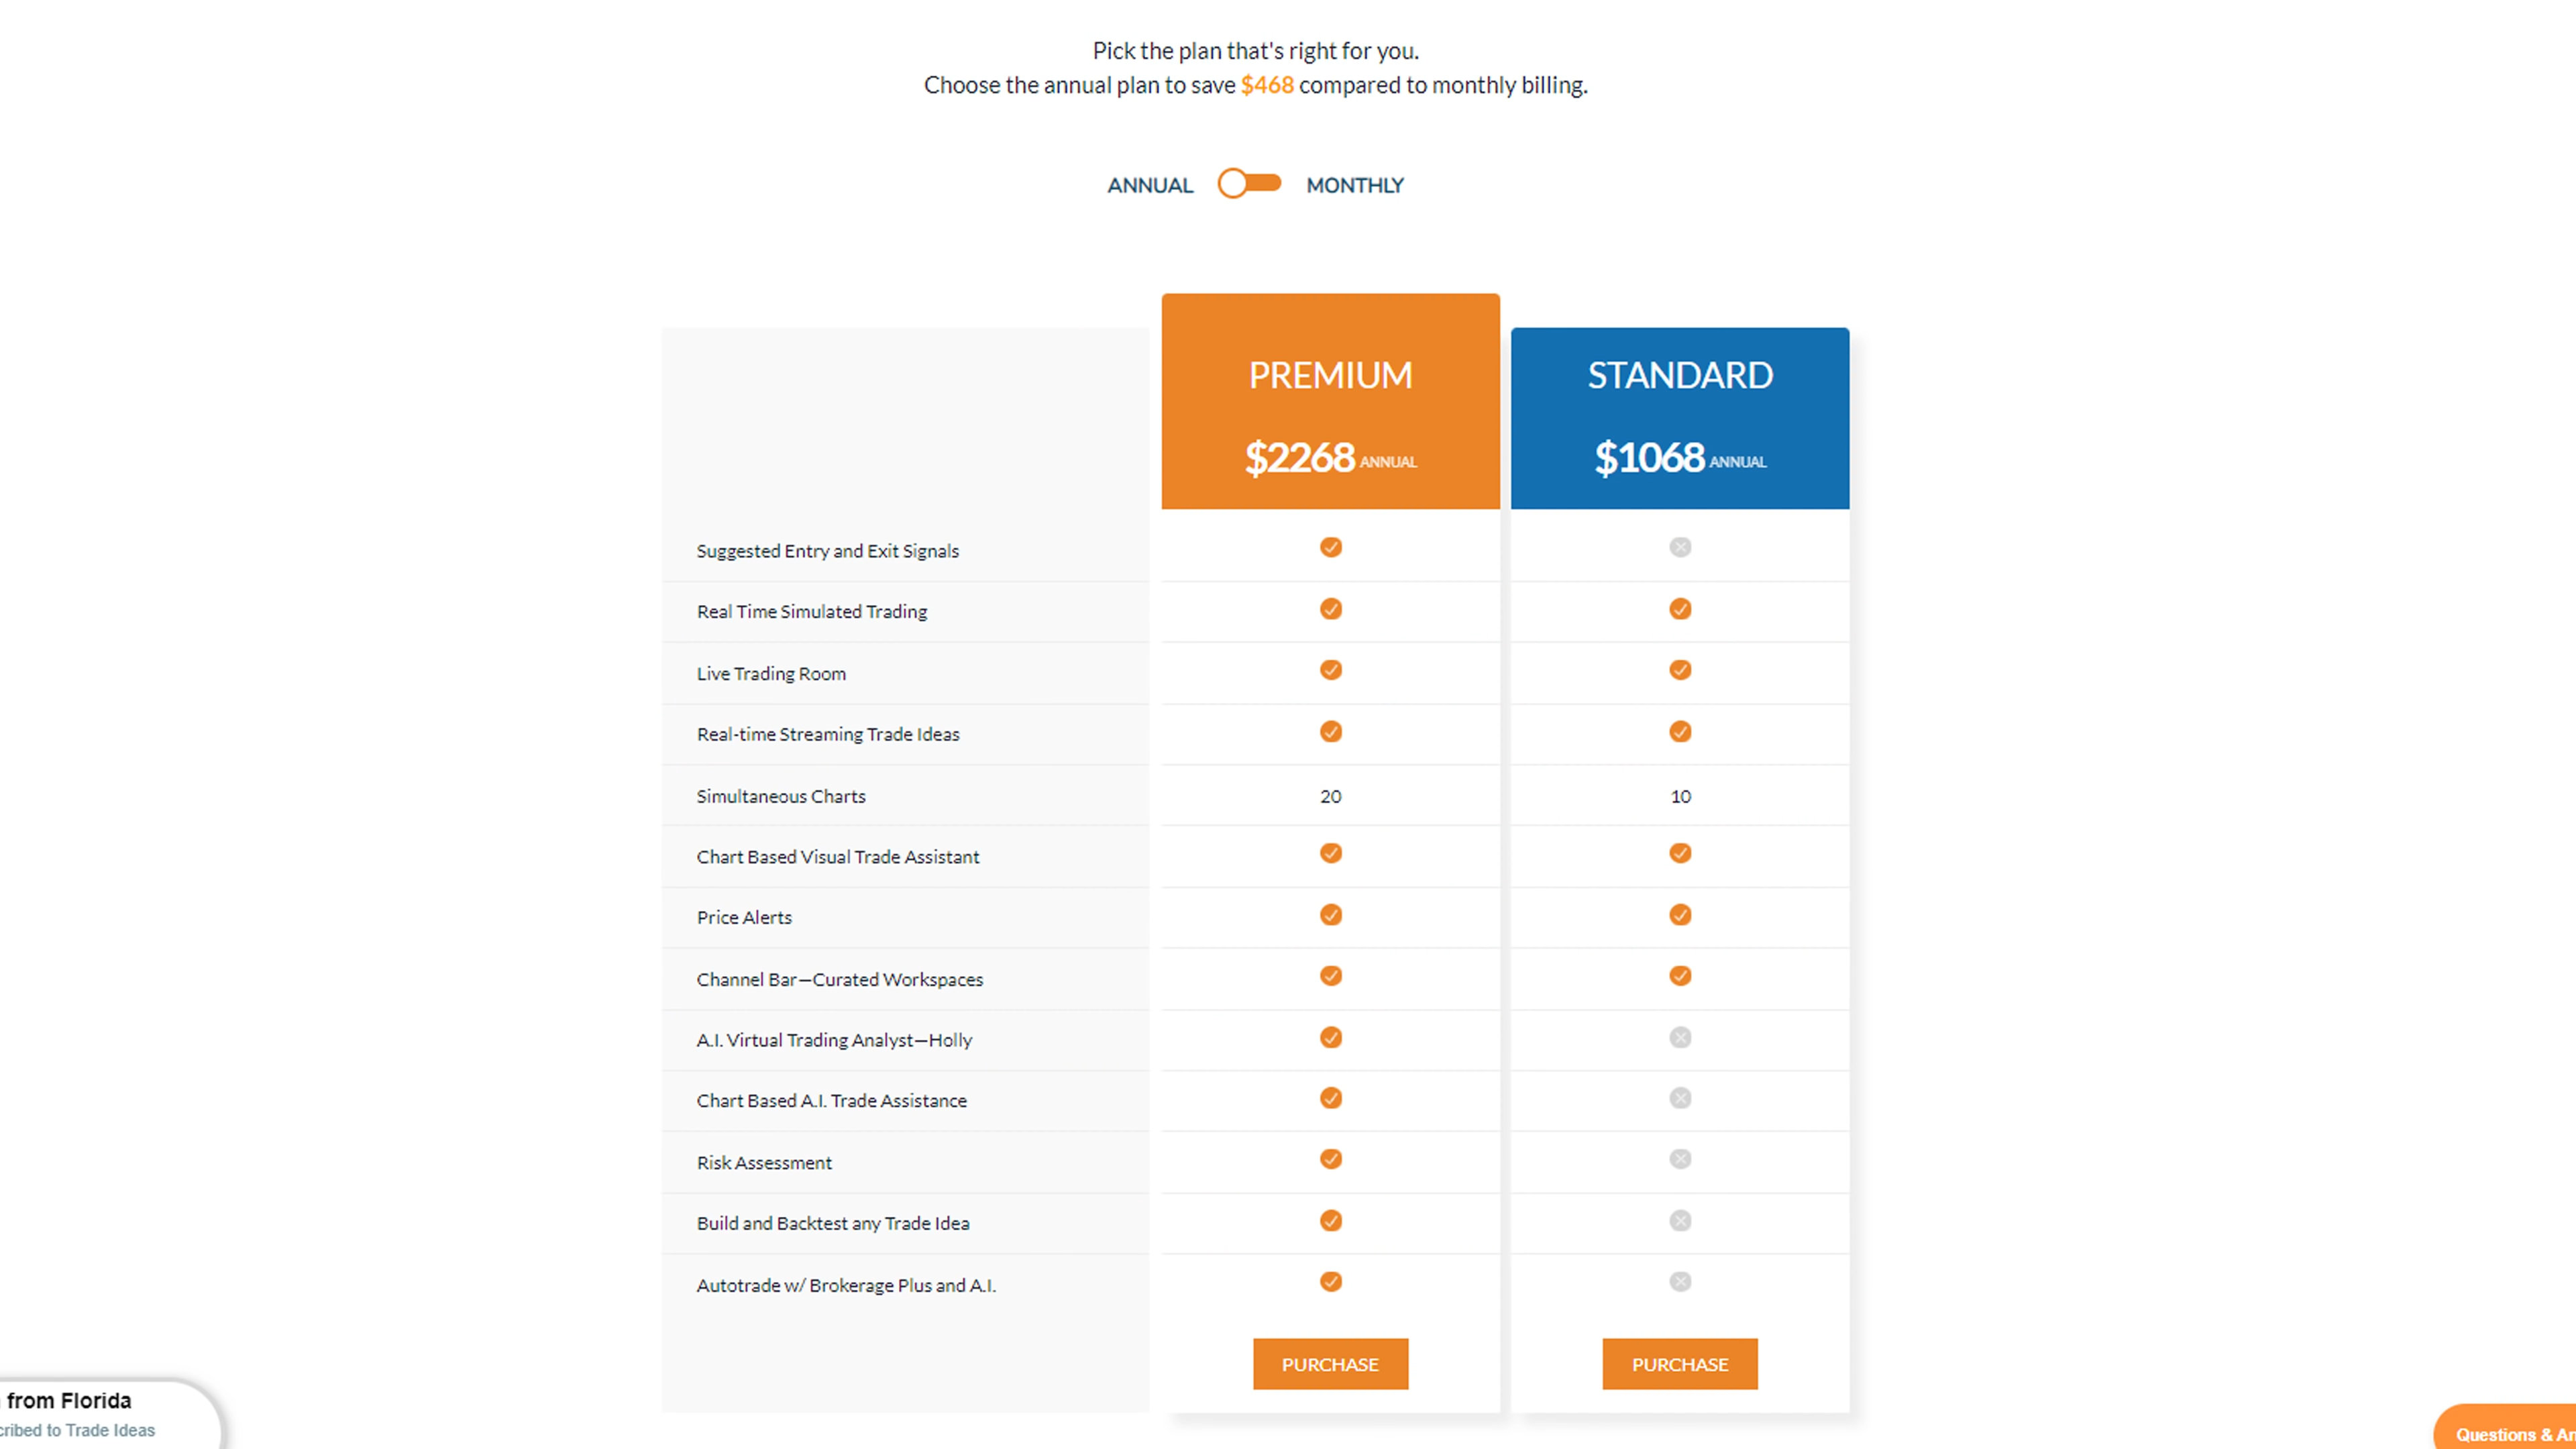 Pick the plan that's right for you.
Choose the annual plan to save $468 compared to monthly billing.
ANNUAL MONTHLY
PREMIUM STANDARD
$2268 ANNUAL $1068 ANNUAL
Suggested Entry and Exit Signals
Real Time Simulated Trading
Live Trading Room
Real-time Streaming Trade Ideas
Simultaneous Charts 20 10
Chart Based Visual Trade Assistant
Price Alerts
Channel Bar—Curated Workspaces
A.I. Virtual Trading Analyst—Holly
Chart Based A.I. Trade Assistance
Risk Assessment
Build and Backtest any Trade Idea
Autotrade w/ Brokerage Plus and A.I.
PURCHASE PURCHASE
from Florida
cribed to Trade Ideas
Questions & An